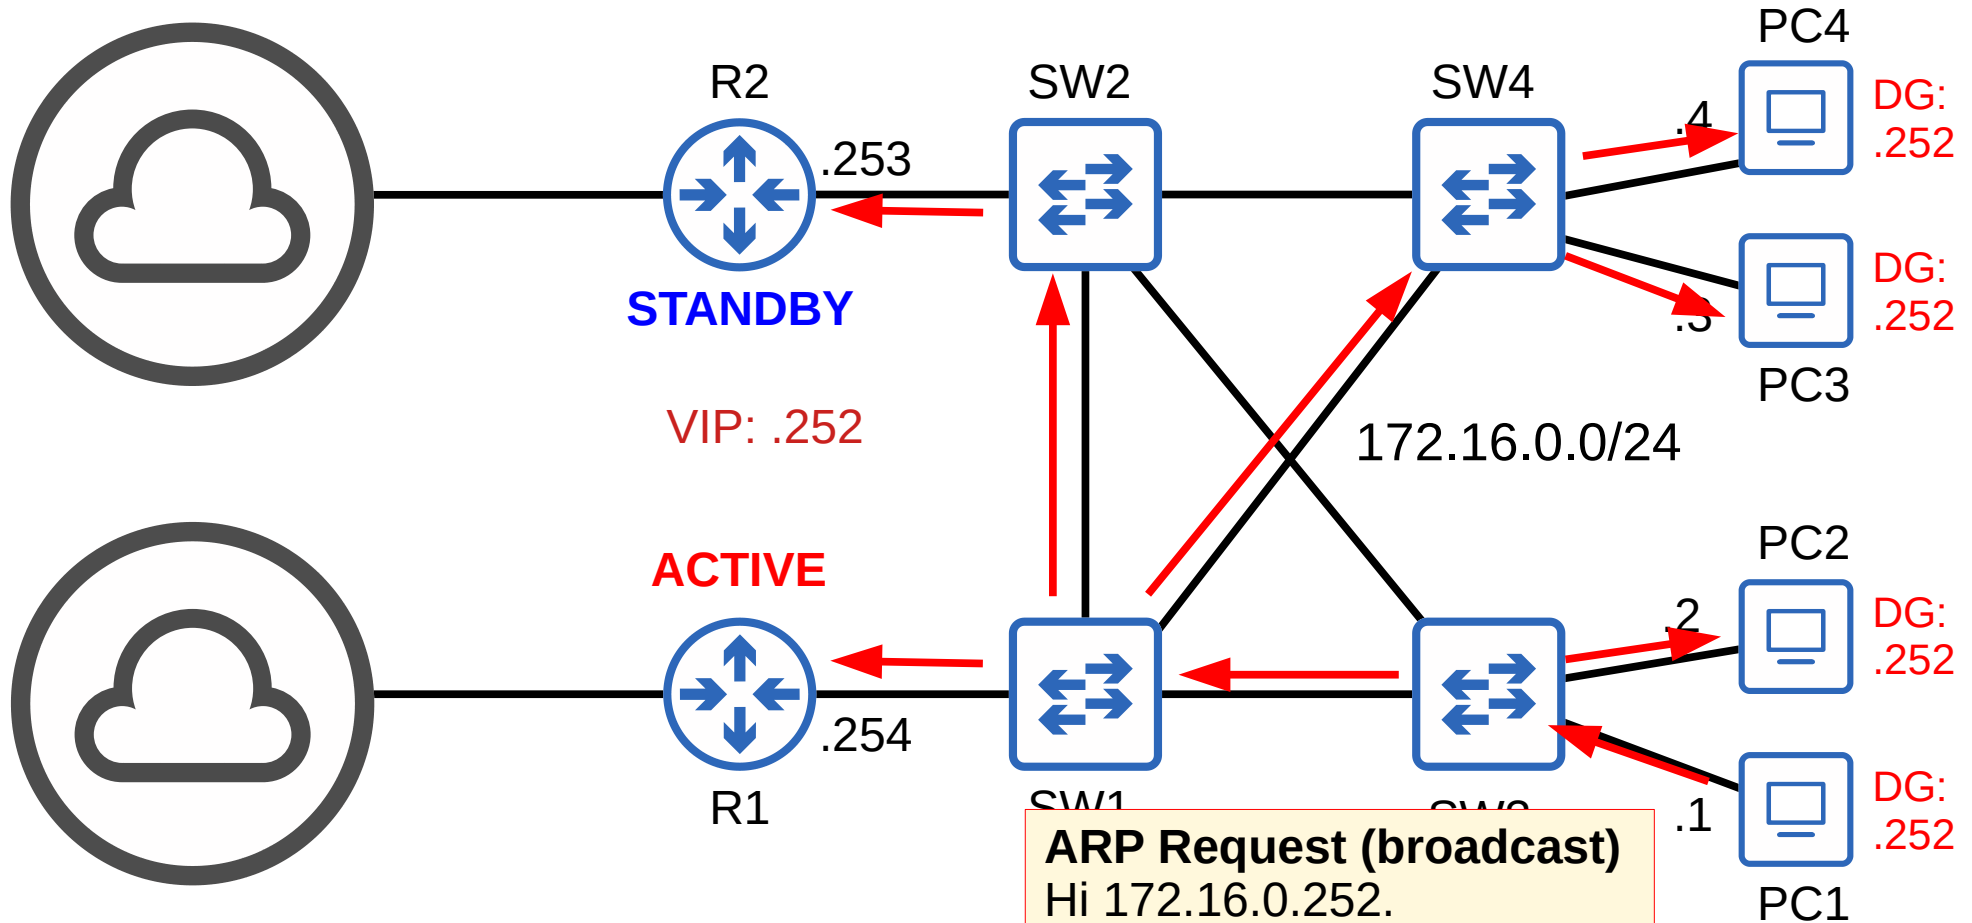 PC4
R2
SW2
SW4
DG:
.252
.4
.253
DG:
.252
STANDBY
.3
PC3
VIP: .252
172.16.0.0/24
PC2
ACTIVE
.2
DG:
.252
.254
DG:
.252
R1
SW1
.1
ARP Request (broadcast)
Hi 172.16.0.252.
PC1